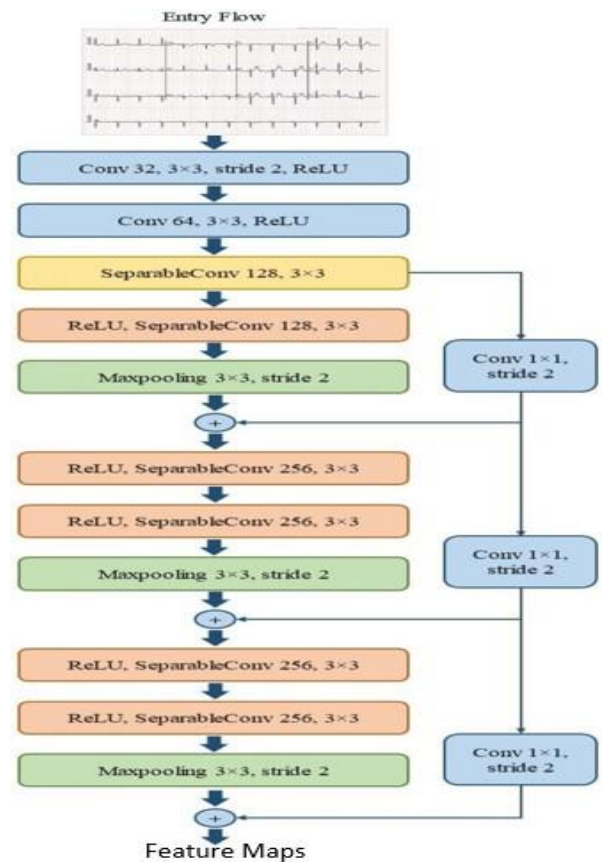 Entry Flow
Conv 32, 3×3, stride 2, ReLU
Conv 64, 3×3, ReLU
SeparableConv 128, 3×3
ReLU, SeparableConv 128, 3×3
Conv 1×1,
stride 2
Maxpooling 3×3, stride 2
+
ReLU, SeparableConv 256, 3×3
ReLU, SeparableConv 256, 3×3
Conv 1×1,
stride 2
Maxpooling 3×3, stride 2
+
ReLU, SeparableConv 256, 3×3
ReLU, SeparableConv 256, 3×3
Conv 1×1,
stride 2
Maxpooling 3×3, stride 2
+
Feature Maps